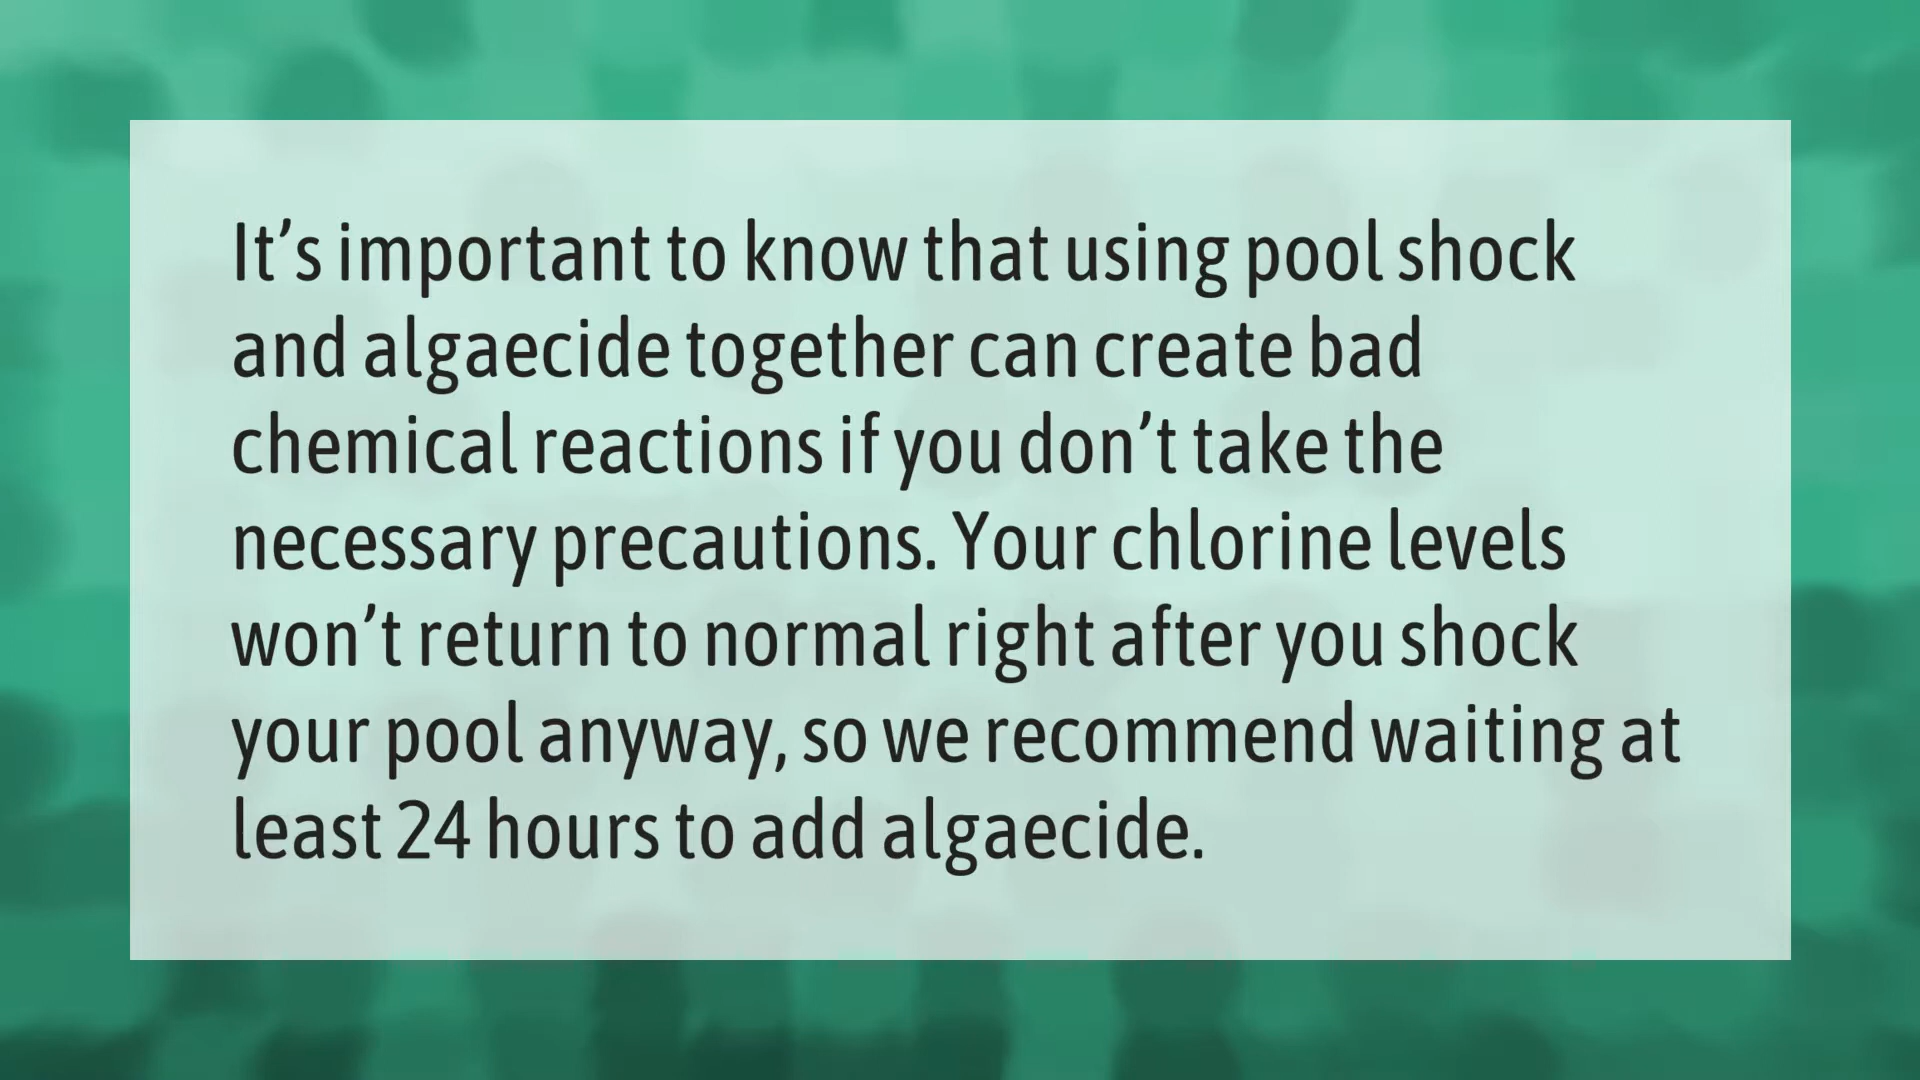 It’s important to know that using pool shock
and algaecide together can create bad
chemical reactions if you don’t take the
necessary precautions. Your chlorine levels
won’t return to normal right after you shock
your pool anyway, so we recommend waiting at
least 24 hours to add algaecide.